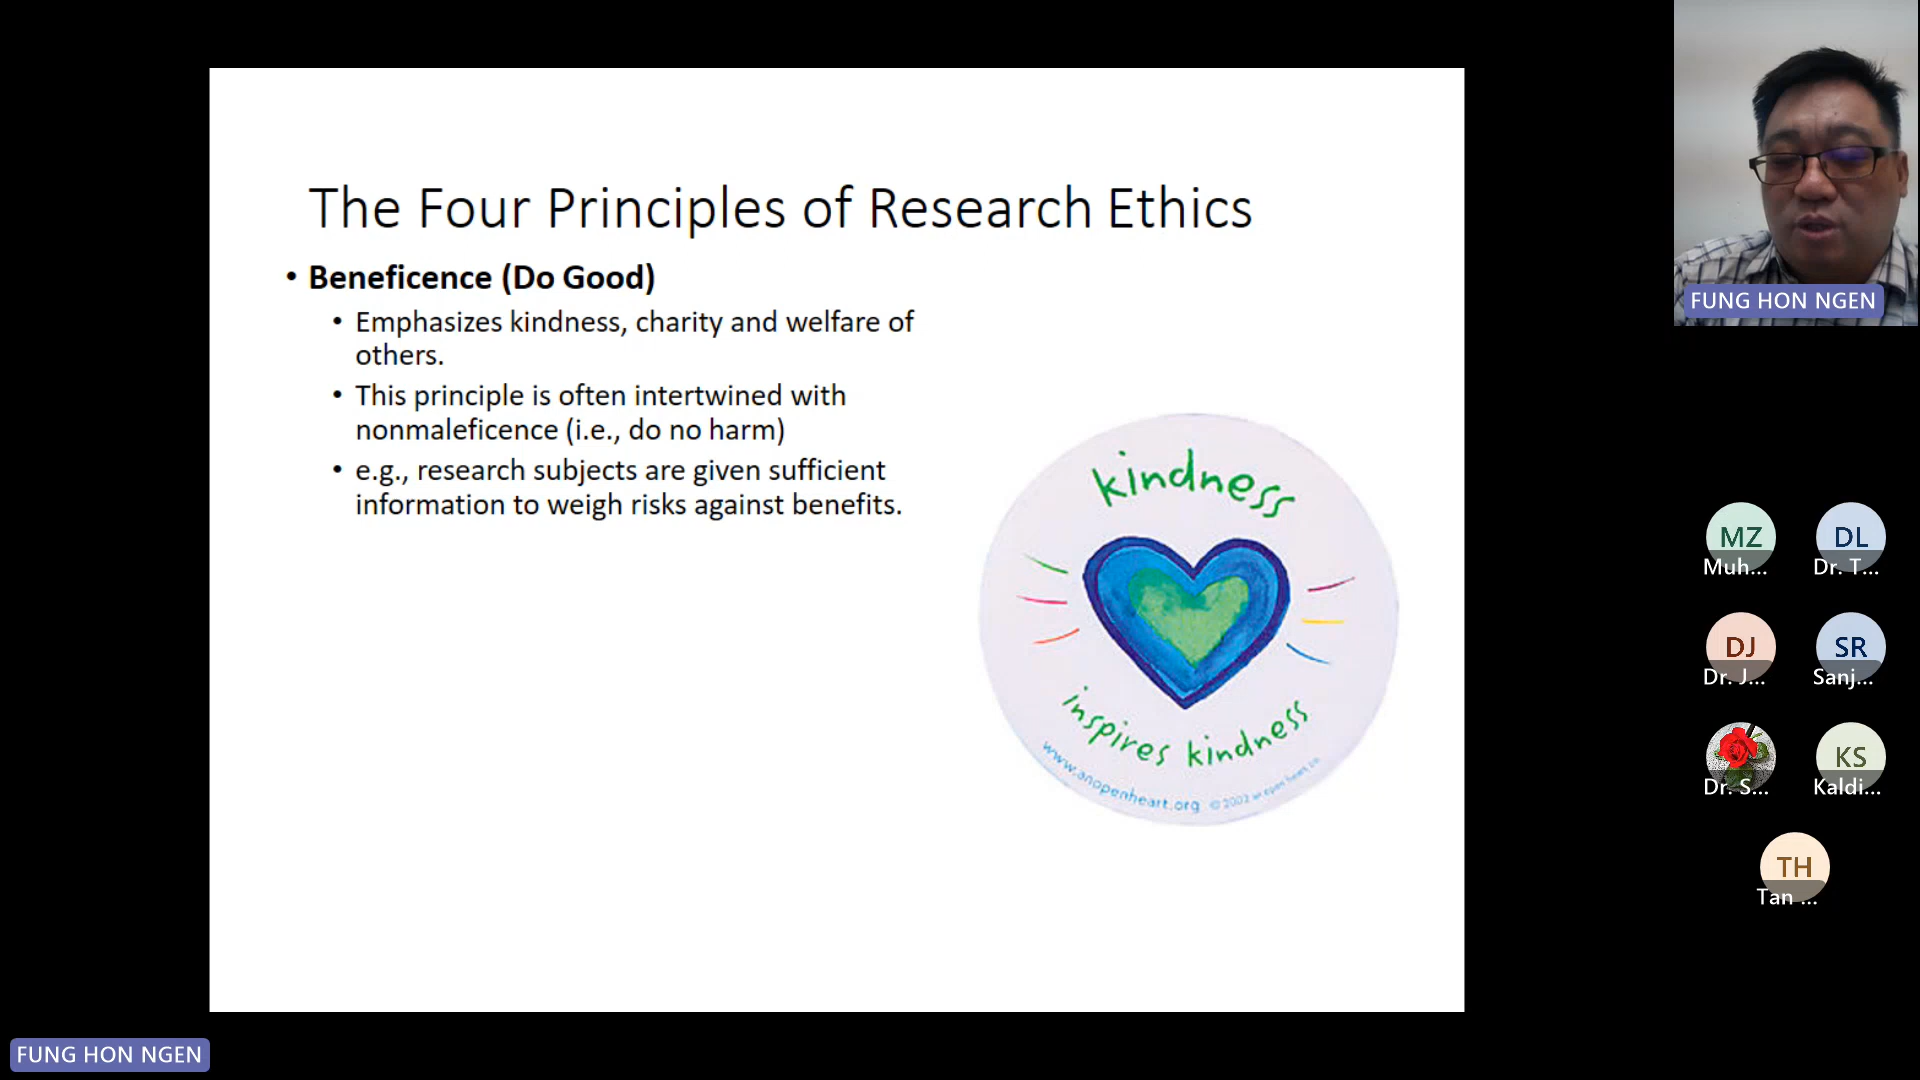 The Four Principles of Research Ethics
• Beneficence (Do Good)
• Emphasizes kindness, charity and welfare of
others.
• This principle is often intertwined with
nonmaleficence (i.e., do no harm)
• e.g., research subjects are given sufficient
information to weigh risks against benefits.
kindness
inspires kindness
www.anopenheart.org © 2002
FUNG HON NGEN
MZ
Muh...
DL
Dr. T...
DJ
Dr. J...
SR
Sanj...
Dr. S...
KS
Kaldi...
TH
Tan ...
FUNG HON NGEN